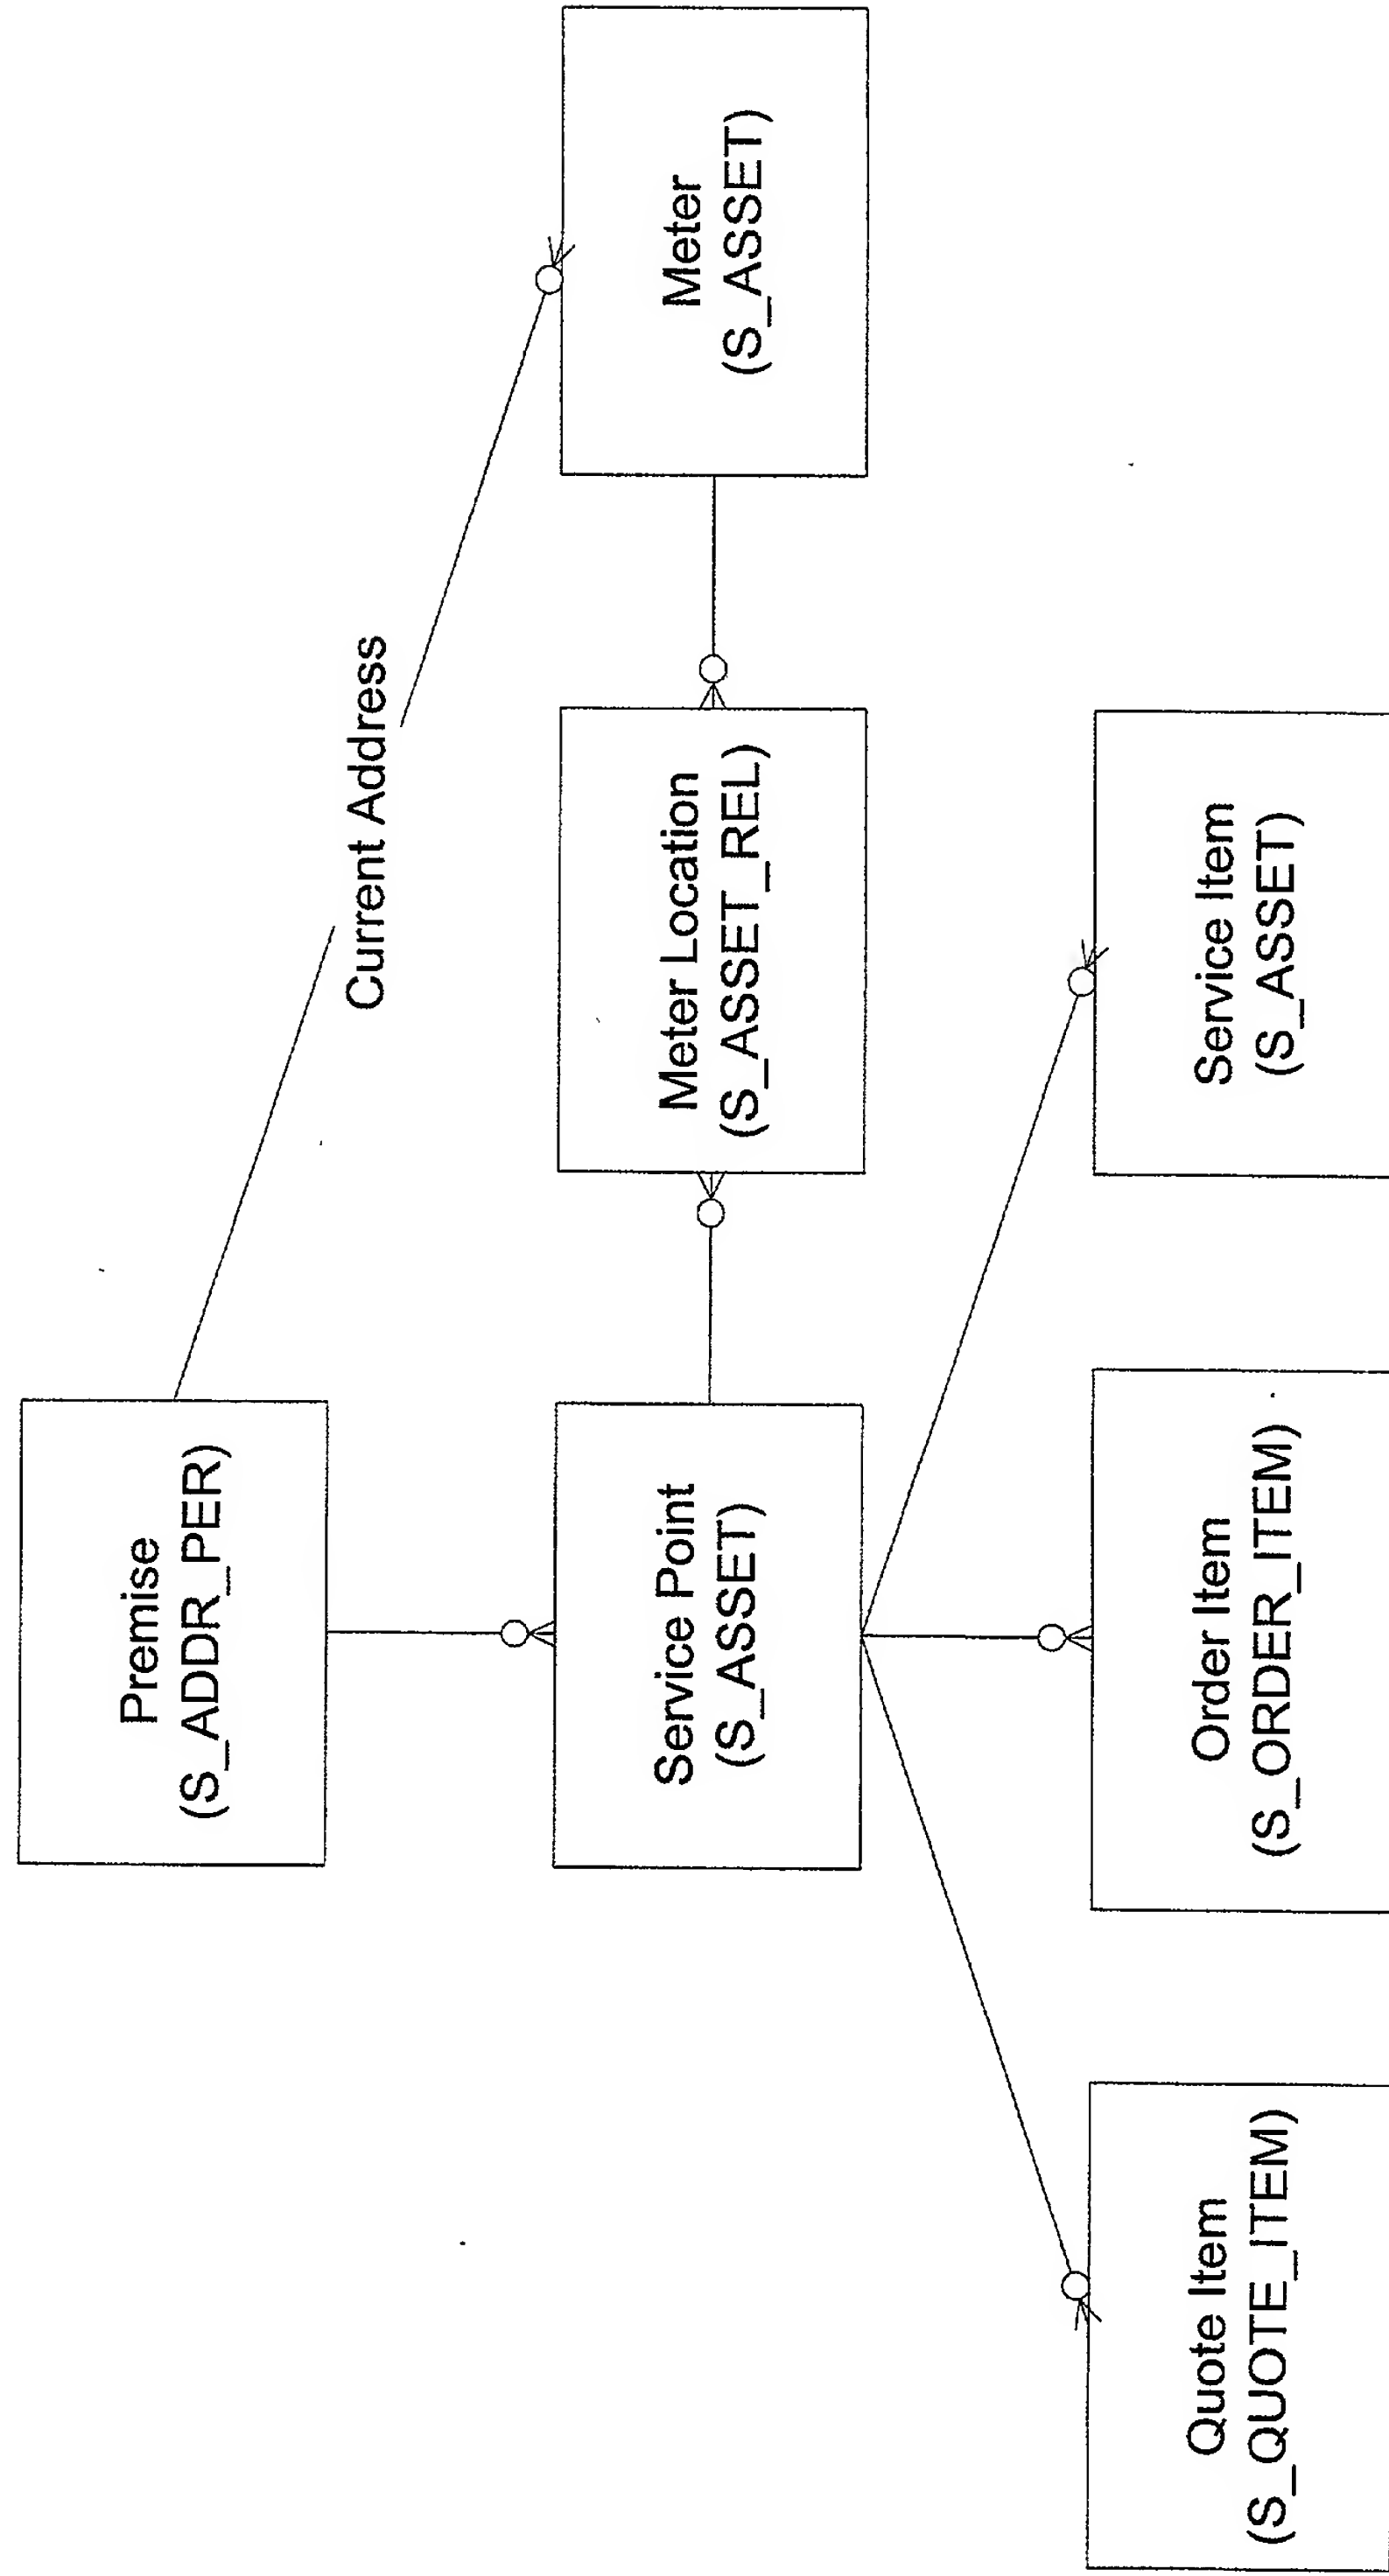 Premise
(S_ADDR_PER)
Current Address
Service Point
(S_ASSET)
Meter Location
(S_ASSET_REL)
Meter
(S_ASSET)
Quote Item
(S_QUOTE_ITEM)
Order Item
(S_ORDER_ITEM)
Service Item
(S_ASSET)